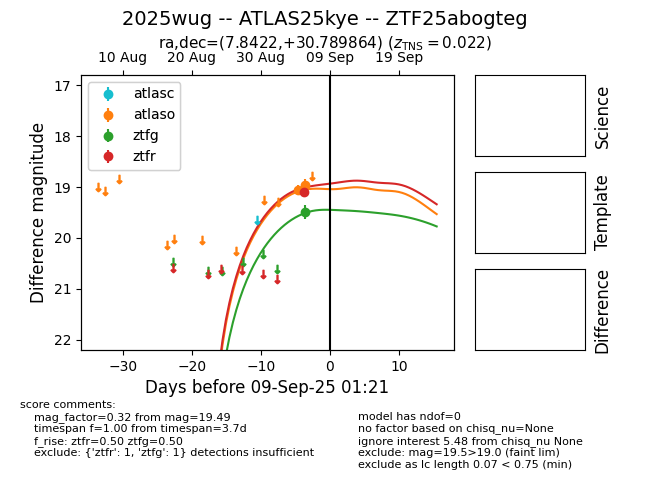 2025wug -- ATLAS25kye -- ZTF25abogteg
ra,dec=(7.8422,+30.789864) (z_TNS = 0.022)
10 Aug 20 Aug 30 Aug 09 Sep 19 Sep
atlasc
atlaso
ztfg
ztfr
17
18
19
20
21
22
Difference magnitude
−30 −20 −10 0 10
Days before 09-Sep-25 01:21
Science
Template
Difference
score comments:
mag_factor=0.32 from mag=19.49
timespan f=1.00 from timespan=3.7d
f_rise: ztfr=0.50 ztfg=0.50
exclude: {'ztfr': 1, 'ztfg': 1} detections insufficient
model has ndof=0
no factor based on chisq_nu=None
ignore interest 5.48 from chisq_nu None
exclude: mag=19.5>19.0 (faint lim)
exclude as lc length 0.07 < 0.75 (min)